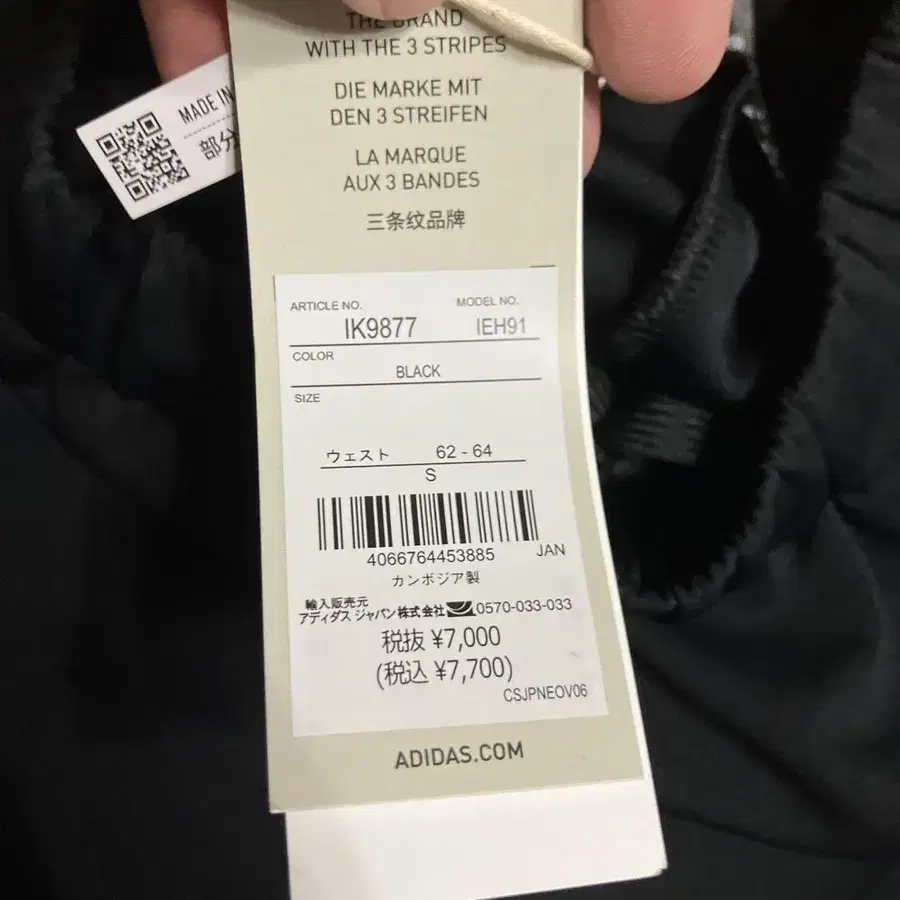 THE BRAND
WITH THE 3 STRIPES
DIE MARKE MIT
DEN 3 STREIFEN
LA MARQUE
AUX 3 BANDES
三条纹品牌
MADE IN
部分
ARTICLE NO.
MODEL NO.
IK9877
IEH91
COLOR
BLACK
SIZE
ウェスト 62 - 64
S
4066764453885 JAN
カンボジア製
輸入販売元
アディダス ジャパン株式会社 0570-033-033
税抜 ¥7,000
(税込 ¥7,700)
CSJPNEOV06
ADIDAS.COM